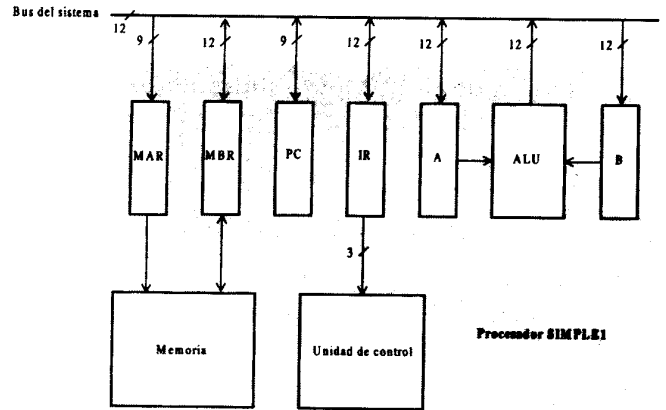 Bus del sistema
12
9 12 9 12 12 12 12
MAR MBR PC IR A ALU B
3
Memoria Unidad de control Procesador SIMPLE1